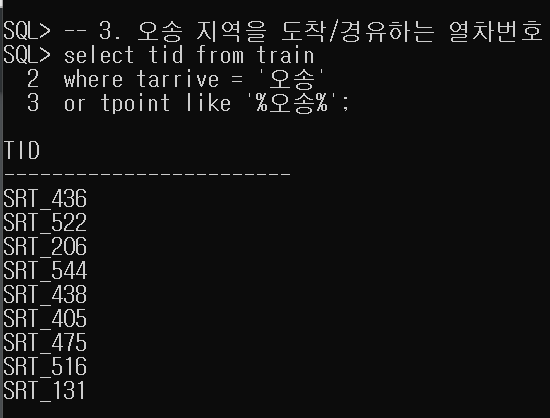 SQL> -- 3. 오송 지역을 도착/경유하는 열차번호
SQL> select tid from train
2 where tarrive = '오송'
3 or tpoint like '%오송%';
TID
------------------------
SRT_436
SRT_522
SRT_206
SRT_544
SRT_438
SRT_405
SRT_475
SRT_516
SRT_131